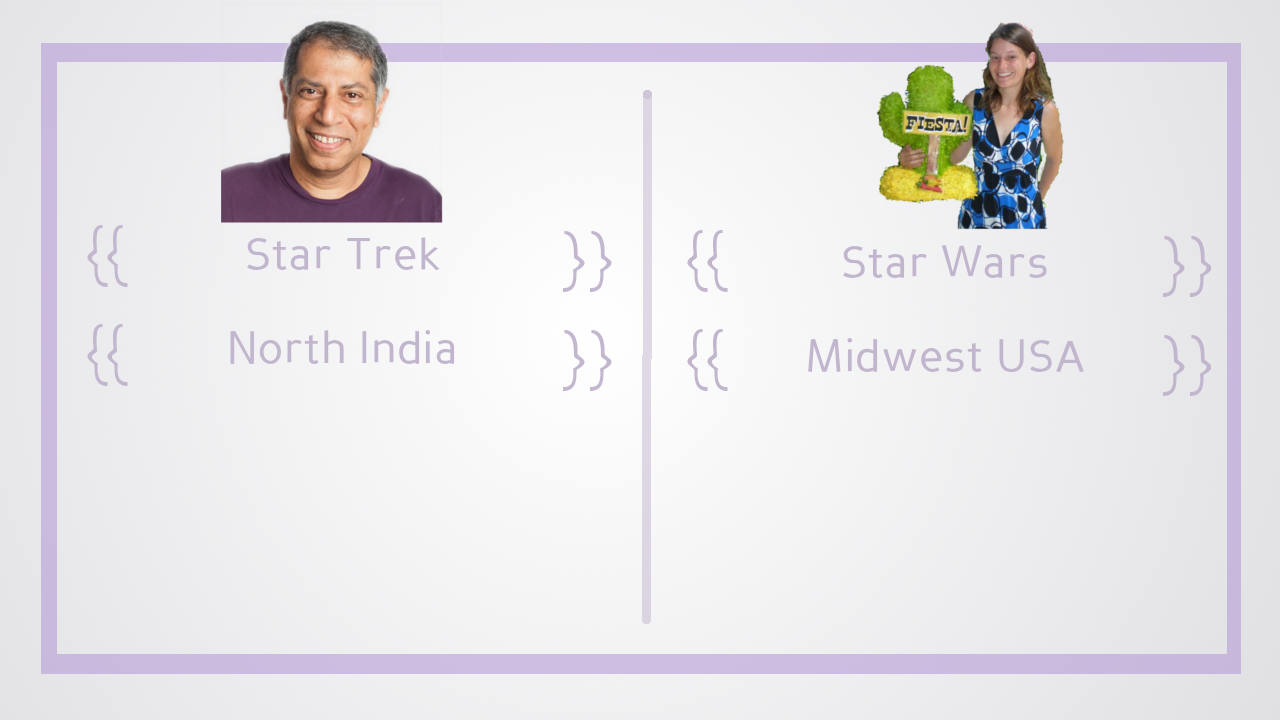 FIESTA!
{{ Star Trek }}
{{ North India }}
{{ Star Wars }}
{{ Midwest USA }}